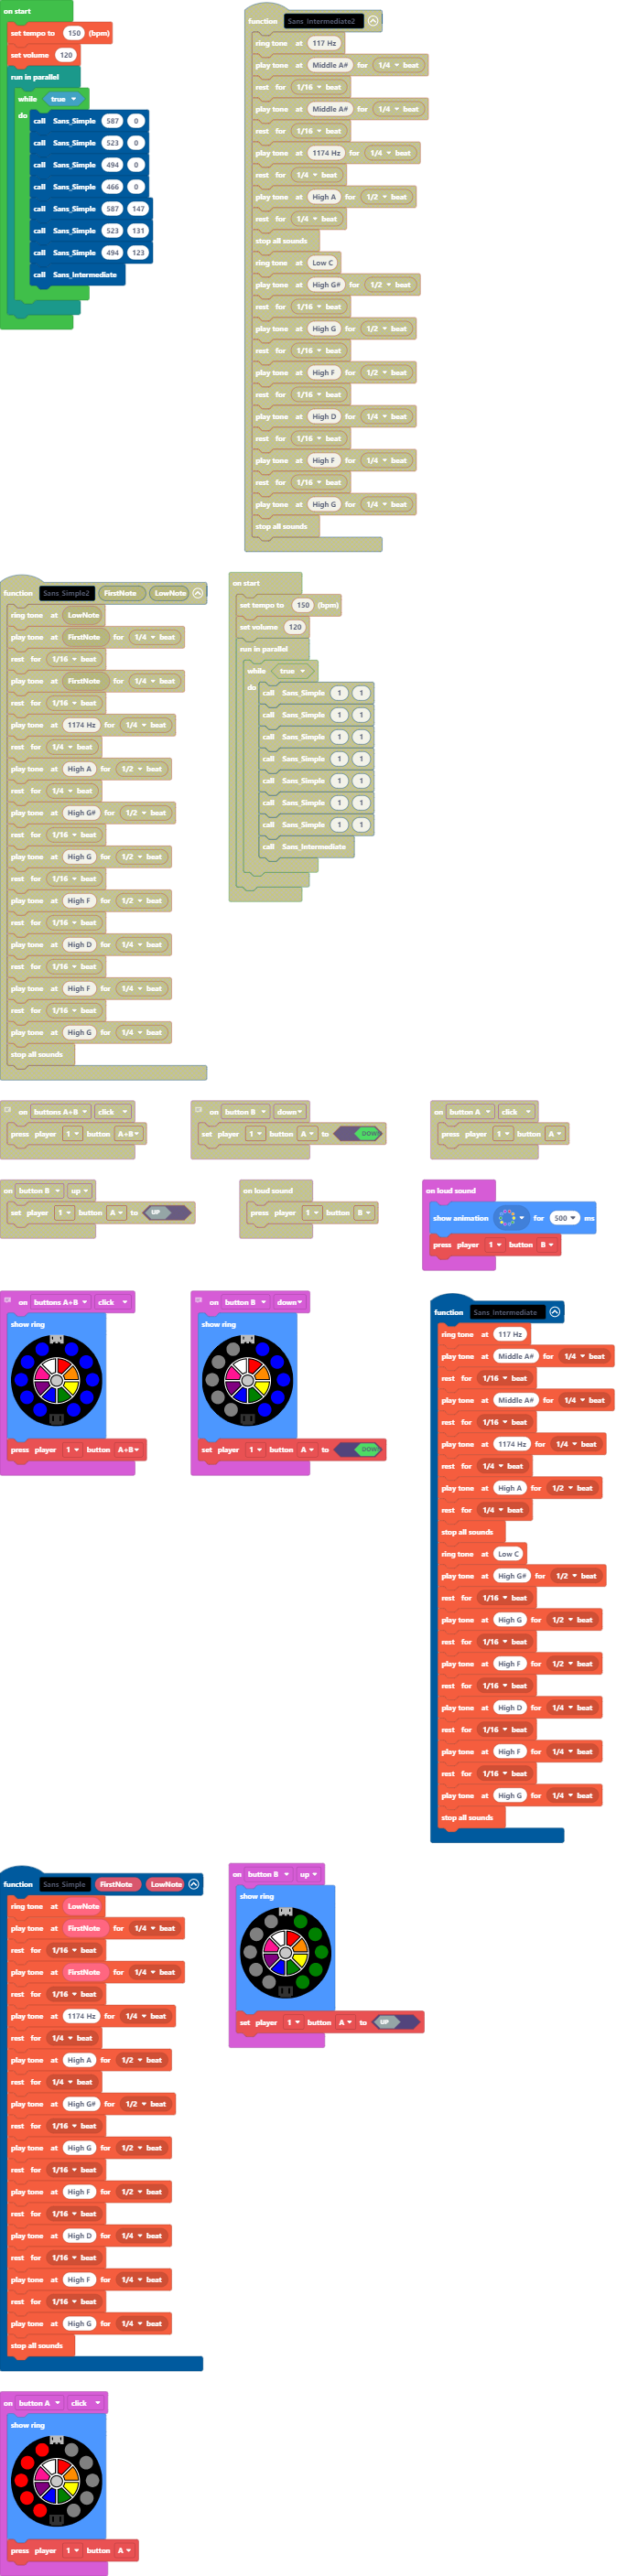 on start
set tempo to 150 (bpm)
set volume 120
run in parallel
while true
do
call Sans_Simple 587 0
call Sans_Simple 523 0
call Sans_Simple 494 0
call Sans_Simple 466 0
call Sans_Simple 587 147
call Sans_Simple 523 131
call Sans_Simple 494 123
call Sans_Intermediate
function Sans_Intermediate2
ring tone at 117 Hz
play tone at Middle A# for 1/4 beat
rest for 1/16 beat
play tone at Middle A# for 1/4 beat
rest for 1/16 beat
play tone at 1174 Hz for 1/4 beat
rest for 1/4 beat
play tone at High A for 1/2 beat
rest for 1/4 beat
stop all sounds
ring tone at Low C
play tone at High G# for 1/2 beat
rest for 1/16 beat
play tone at High G for 1/2 beat
rest for 1/16 beat
play tone at High F for 1/2 beat
rest for 1/16 beat
play tone at High D for 1/4 beat
rest for 1/16 beat
play tone at High F for 1/4 beat
rest for 1/16 beat
play tone at High G for 1/4 beat
stop all sounds
function Sans_Simple2 FirstNote LowNote
ring tone at LowNote
play tone at FirstNote for 1/4 beat
rest for 1/16 beat
play tone at FirstNote for 1/4 beat
rest for 1/16 beat
play tone at 1174 Hz for 1/4 beat
rest for 1/4 beat
play tone at High A for 1/2 beat
rest for 1/4 beat
play tone at High G# for 1/2 beat
rest for 1/16 beat
play tone at High G for 1/2 beat
rest for 1/16 beat
play tone at High F for 1/2 beat
rest for 1/16 beat
play tone at High D for 1/4 beat
rest for 1/16 beat
play tone at High F for 1/4 beat
rest for 1/16 beat
play tone at High G for 1/4 beat
stop all sounds
on start
set tempo to 150 (bpm)
set volume 120
run in parallel
while true
do
call Sans_Simple 1 1
call Sans_Simple 1 1
call Sans_Simple 1 1
call Sans_Simple 1 1
call Sans_Simple 1 1
call Sans_Simple 1 1
call Sans_Simple 1 1
call Sans_Intermediate
on buttons A+B click
press player 1 button A+B
on button B down
set player 1 button A to DOWN
on button A click
press player 1 button A
on button B up
set player 1 button A to UP
on loud sound
press player 1 button B
on loud sound
show animation for 500 ms
press player 1 button B
on buttons A+B click
show ring
press player 1 button A+B
on button B down
show ring
set player 1 button A to DOWN
function Sans_Intermediate
ring tone at 117 Hz
play tone at Middle A# for 1/4 beat
rest for 1/16 beat
play tone at Middle A# for 1/4 beat
rest for 1/16 beat
play tone at 1174 Hz for 1/4 beat
rest for 1/4 beat
play tone at High A for 1/2 beat
rest for 1/4 beat
stop all sounds
ring tone at Low C
play tone at High G# for 1/2 beat
rest for 1/16 beat
play tone at High G for 1/2 beat
rest for 1/16 beat
play tone at High F for 1/2 beat
rest for 1/16 beat
play tone at High D for 1/4 beat
rest for 1/16 beat
play tone at High F for 1/4 beat
rest for 1/16 beat
play tone at High G for 1/4 beat
stop all sounds
function Sans_Simple FirstNote LowNote
ring tone at LowNote
play tone at FirstNote for 1/4 beat
rest for 1/16 beat
play tone at FirstNote for 1/4 beat
rest for 1/16 beat
play tone at 1174 Hz for 1/4 beat
rest for 1/4 beat
play tone at High A for 1/2 beat
rest for 1/4 beat
play tone at High G# for 1/2 beat
rest for 1/16 beat
play tone at High G for 1/2 beat
rest for 1/16 beat
play tone at High F for 1/2 beat
rest for 1/16 beat
play tone at High D for 1/4 beat
rest for 1/16 beat
play tone at High F for 1/4 beat
rest for 1/16 beat
play tone at High G for 1/4 beat
stop all sounds
on button B up
show ring
set player 1 button A to UP
on button A click
show ring
press player 1 button A